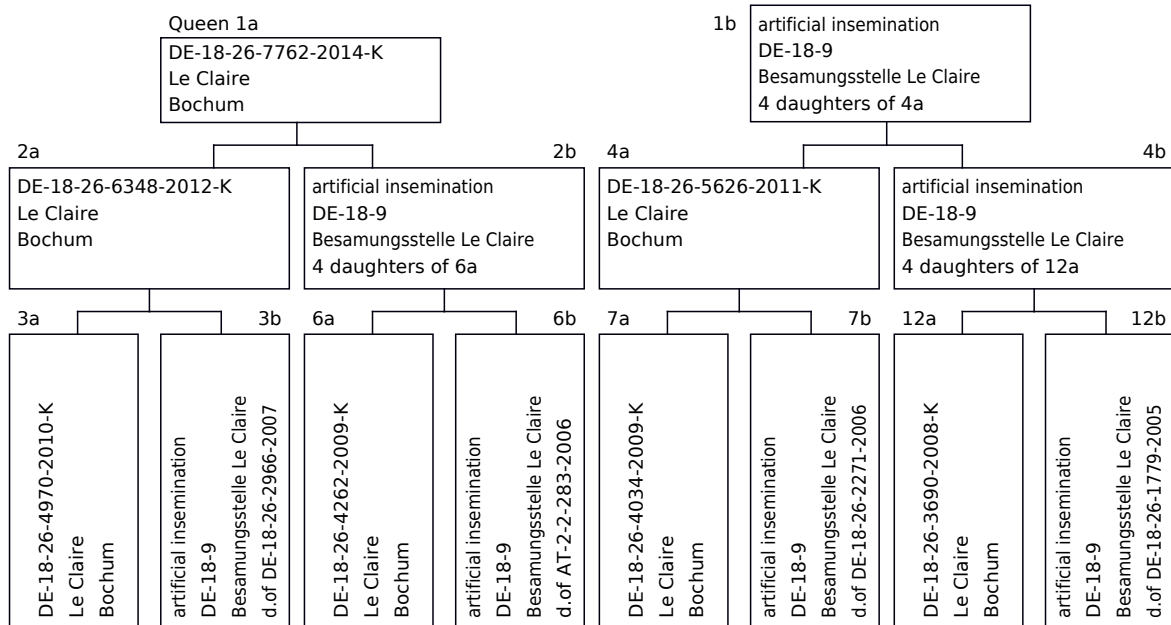 Queen 1a
DE-18-26-7762-2014-K
Le Claire
Bochum
1b
artificial insemination
DE-18-9
Besamungsstelle Le Claire
4 daughters of 4a
2a
DE-18-26-6348-2012-K
Le Claire
Bochum
2b
artificial insemination
DE-18-9
Besamungsstelle Le Claire
4 daughters of 6a
4a
DE-18-26-5626-2011-K
Le Claire
Bochum
4b
artificial insemination
DE-18-9
Besamungsstelle Le Claire
4 daughters of 12a
3a
DE-18-26-4970-2010-K
Le Claire
Bochum
3b
artificial insemination
DE-18-9
Besamungsstelle Le Claire
d.of DE-18-26-2966-2007
6a
DE-18-26-4262-2009-K
Le Claire
Bochum
6b
artificial insemination
DE-18-9
Besamungsstelle Le Claire
d.of AT-2-2-283-2006
7a
DE-18-26-4034-2009-K
Le Claire
Bochum
7b
artificial insemination
DE-18-9
Besamungsstelle Le Claire
d.of DE-18-26-2271-2006
12a
DE-18-26-3690-2008-K
Le Claire
Bochum
12b
artificial insemination
DE-18-9
Besamungsstelle Le Claire
d.of DE-18-26-1779-2005